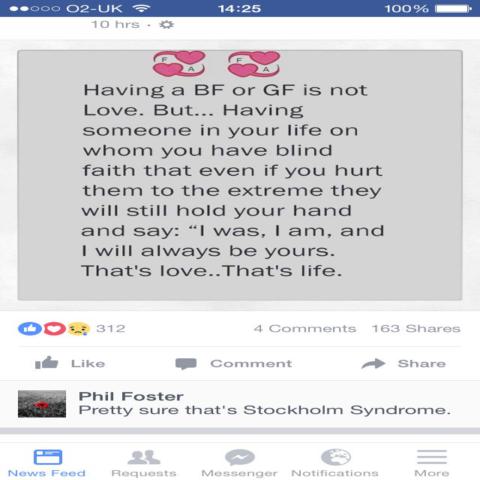 O2-UK 14:25 100%
10 hrs ·
F A F A
Having a BF or GF is not
Love. But... Having
someone in your life on
whom you have blind
faith that even if you hurt
them to the extreme they
will still hold your hand
and say: “I was, I am, and
I will always be yours.
That's love..That's life.
312 4 Comments 163 Shares
Like Comment Share
Phil Foster
Pretty sure that's Stockholm Syndrome.
News Feed Requests Messenger Notifications More